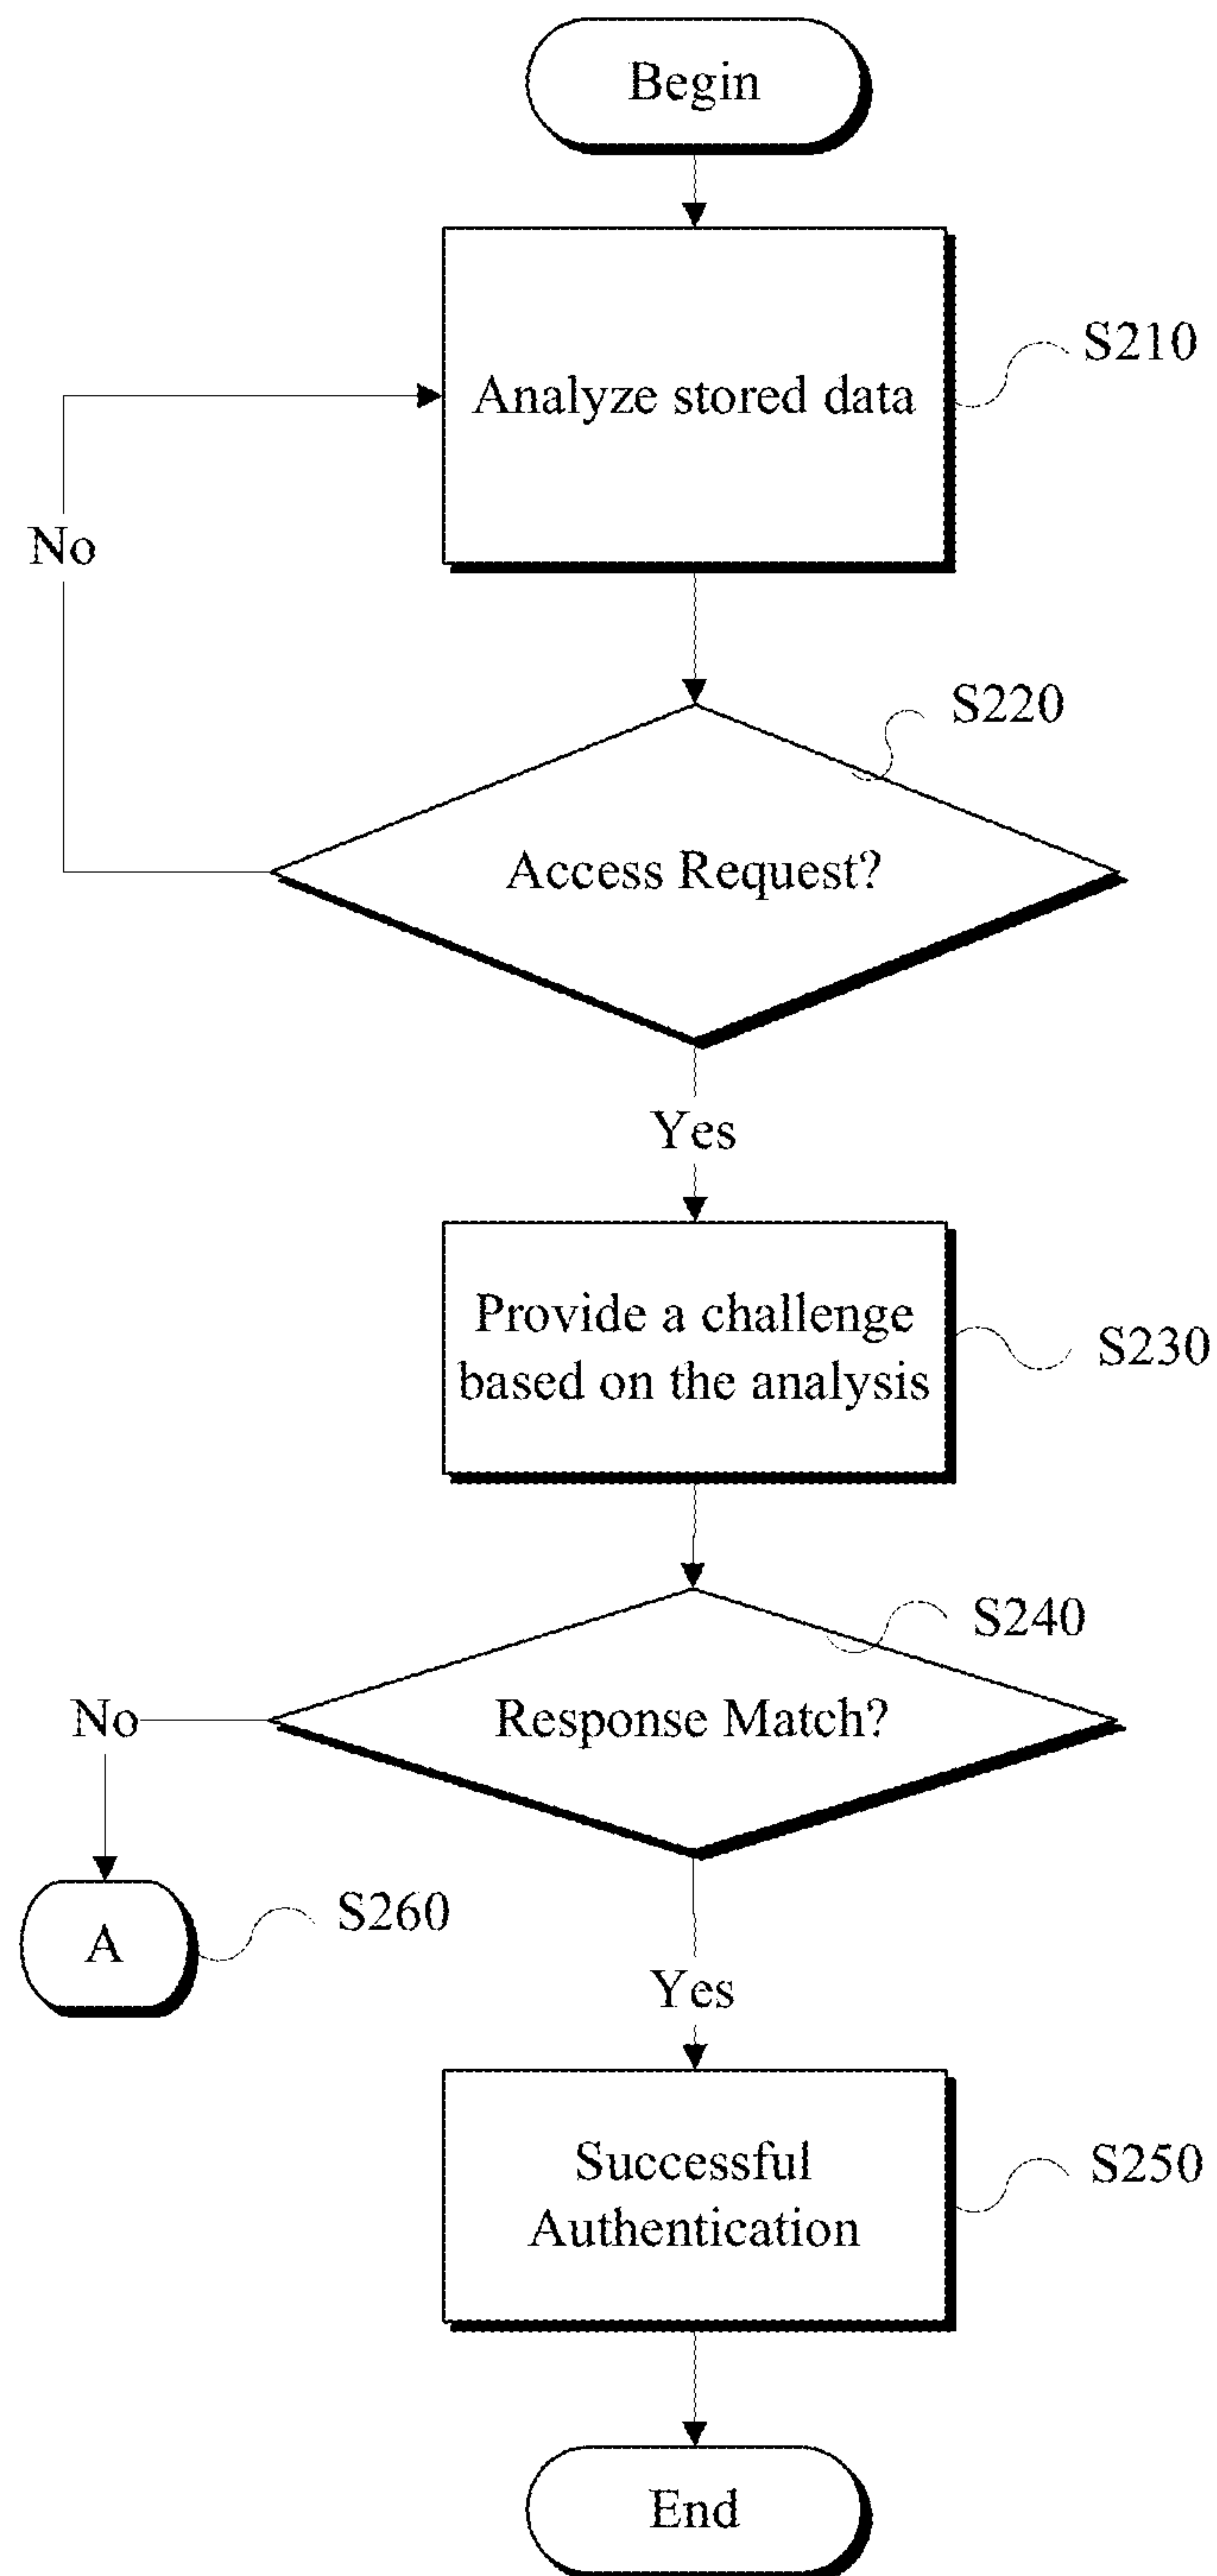 Begin
Analyze stored data
S210
No
S220
Access Request?
Yes
Provide a challenge
based on the analysis
S230
S240
Response Match?
No
A
S260
Yes
Successful
Authentication
S250
End